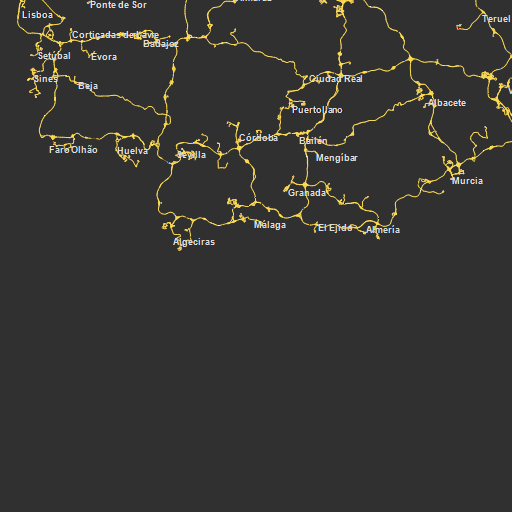 Ponte de Sor
Lisboa
Teruel
Cortiçadas de Lavre
Badajoz
Setúbal
Évora
Sines
Beja
Ciudad Real
Puertollano
Albacete
Córdoba
Bailén
Faro
Olhão
Huelva
Sevilla
Mengíbar
Murcia
Granada
Málaga
El Ejido
Almería
Algeciras